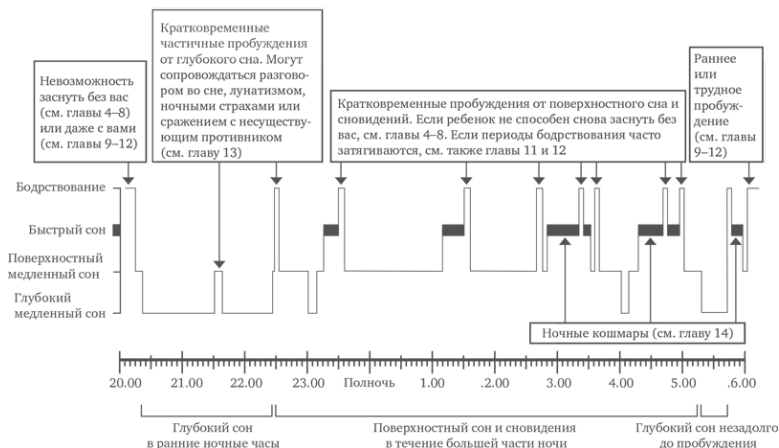 Невозможность
заснуть без вас
(см. главы 4–8)
или даже с вами
(см. главы 9–12)
Кратковременные
частичные пробуждения
от глубокого сна. Могут
сопровождаться разгово-
ром во сне, лунатизмом,
ночными страхами или
сражением с несуществу-
ющим противником
(см. главу 13)
Кратковременные пробуждения от поверхностного сна и
сновидений. Если ребенок не способен снова заснуть без
вас, см. главы 4–8. Если периоды бодрствования часто
затягиваются, см. также главы 11 и 12
Раннее
или
трудное
пробуж-
дение
(см. главы
9–12)
Бодрствование
Быстрый сон
Поверхностный
медленный сон
Глубокий
медленный сон
Ночные кошмары (см. главу 14)
20.00 21.00 22.00 23.00 Полночь 1.00 .2.00 3.00 4.00 5.00 .6.00
Глубокий сон
в ранние ночные часы
Поверхностный сон и сновидения
в течение большей части ночи
Глубокий сон незадолго
до пробуждения